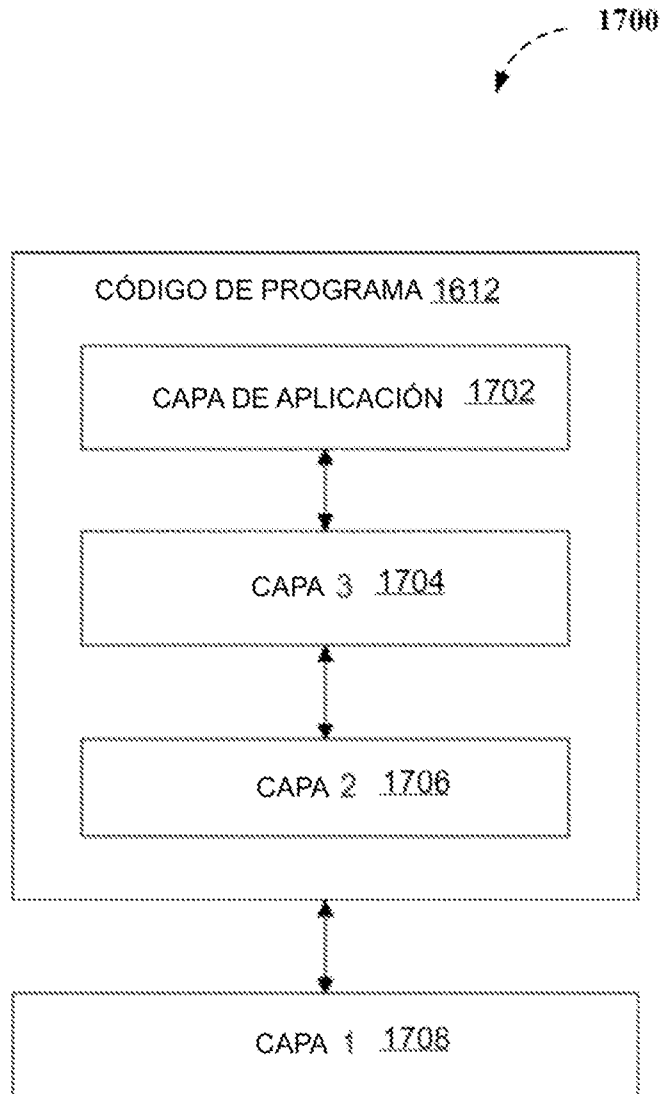 1700
CÓDIGO DE PROGRAMA 1612
CAPA DE APLICACIÓN 1702
CAPA 3 1704
CAPA 2 1706
CAPA 1 1708